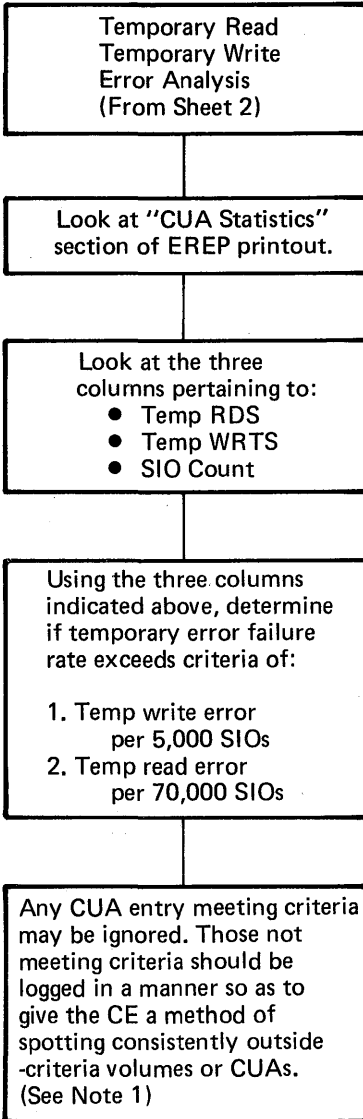 Temporary Read
Temporary Write
Error Analysis
(From Sheet 2)
Look at "CUA Statistics"
section of EREP printout.
Look at the three
columns pertaining to:
● Temp RDS
● Temp WRTS
● SIO Count
Using the three columns
indicated above, determine
if temporary error failure
rate exceeds criteria of:
1. Temp write error
per 5,000 SIOs
2. Temp read error
per 70,000 SIOs
Any CUA entry meeting criteria
may be ignored. Those not
meeting criteria should be
logged in a manner so as to
give the CE a method of
spotting consistently outside
-criteria volumes or CUAs.
(See Note 1)